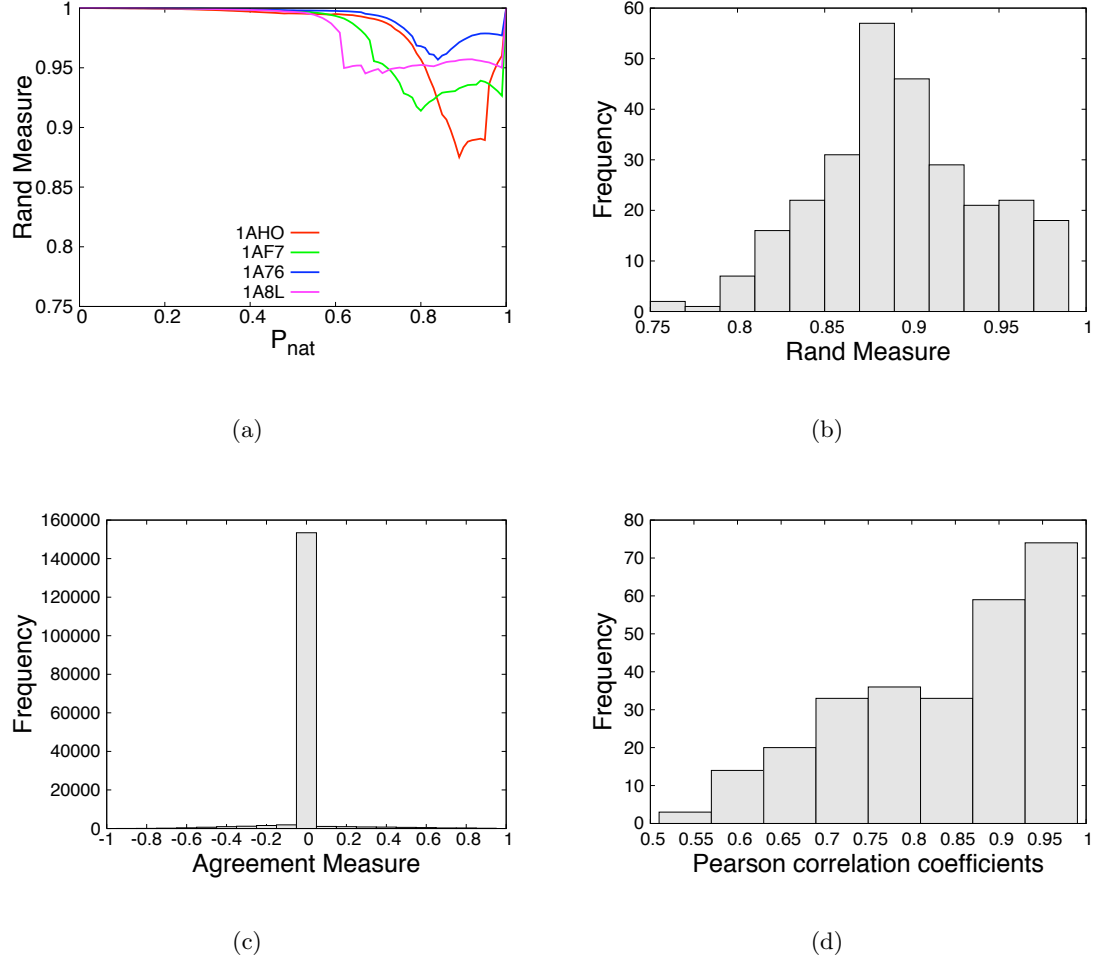 1
0.95
0.9
0.85
0.8
0.75
Rand Measure
1AHO
1AF7
1A76
1A8L
0 0.2 0.4 0.6 0.8 1
P_nat
(a)
60
50
40
30
20
10
0
Frequency
0.75 0.8 0.85 0.9 0.95 1
Rand Measure
(b)
160000
140000
120000
100000
80000
60000
40000
20000
0
Frequency
-1 -0.8 -0.6 -0.4 -0.2 0 0.2 0.4 0.6 0.8 1
Agreement Measure
(c)
80
70
60
50
40
30
20
10
0
Frequency
0.5 0.55 0.6 0.65 0.7 0.75 0.8 0.85 0.9 0.95 1
Pearson correlation coefficients
(d)